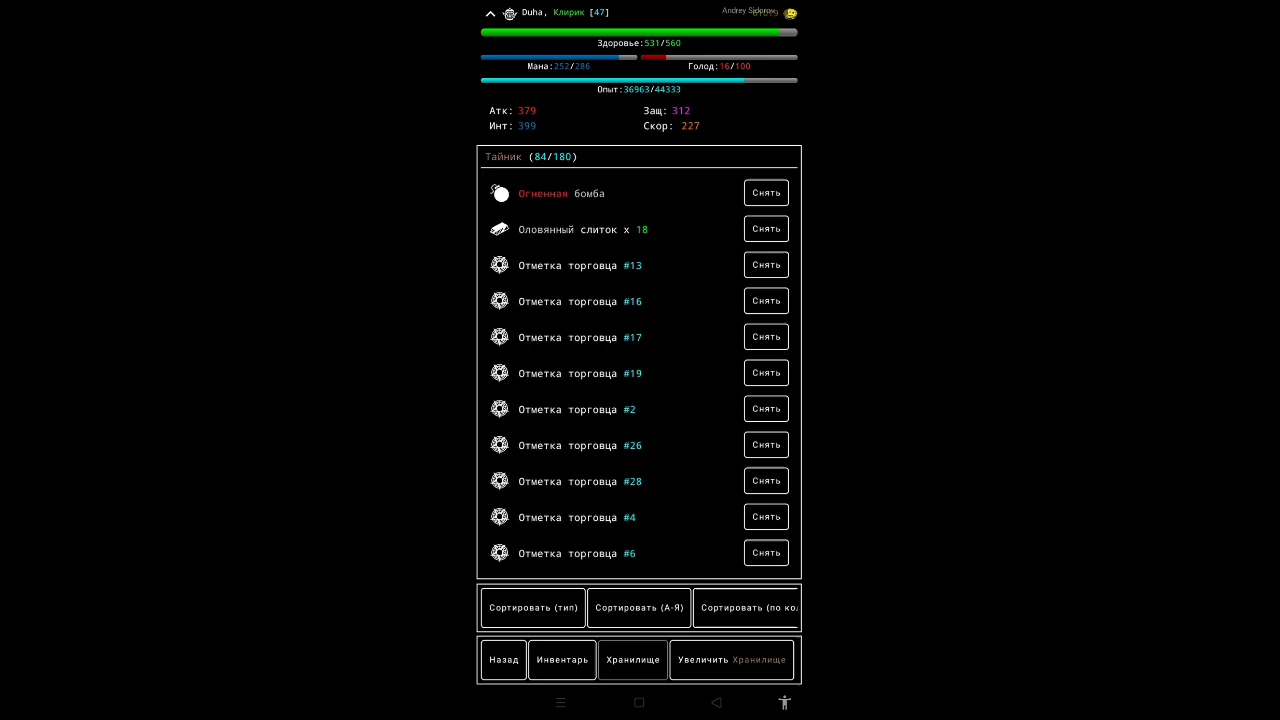 Duha, Клирик [47]
Andrey Sidorov
Здоровье:531/560
Мана:252/286
Голод:16/100
Опыт:36963/44333
Атк: 379
Защ: 312
Инт: 399
Скор: 227
Тайник (84/180)
Огненная бомба Снять
Оловянный слиток x 18 Снять
Отметка торговца #13 Снять
Отметка торговца #16 Снять
Отметка торговца #17 Снять
Отметка торговца #19 Снять
Отметка торговца #2 Снять
Отметка торговца #26 Снять
Отметка торговца #28 Снять
Отметка торговца #4 Снять
Отметка торговца #6 Снять
Сортировать (тип) Сортировать (А-Я) Сортировать (по кол
Назад Инвентарь Хранилище Увеличить Хранилище